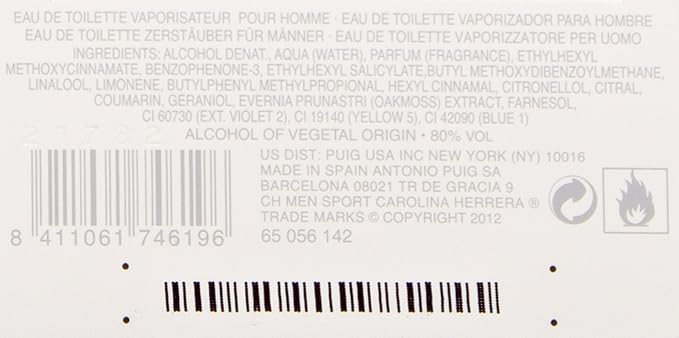 EAU DE TOILETTE VAPORISATEUR POUR HOMME - EAU DE TOILETTE VAPORIZADOR PARA HOMBRE
EAU DE TOILETTE ZERSTÄUBER FÜR MÄNNER - EAU DE TOILETTE VAPORIZZATORE PER UOMO
INGREDIENTS: ALCOHOL DENAT., AQUA (WATER), PARFUM (FRAGRANCE), ETHYLHEXYL
METHOXYCINNAMATE, BENZOPHENONE-3, ETHYLHEXYL SALICYLATE,BUTYL METHOXYDIBENZOYLMETHANE,
LINALOOL, LIMONENE, BUTYLPHENYL METHYLPROPIONAL, HEXYL CINNAMAL, CITRONELLOL, CITRAL,
COUMARIN, GERANIOL, EVERNIA PRUNASTRI (OAKMOSS) EXTRACT, FARNESOL,
CI 60730 (EXT. VIOLET 2), CI 19140 (YELLOW 5), CI 42090 (BLUE 1)
ALCOHOL OF VEGETAL ORIGIN • 80% VOL
US DIST: PUIG USA INC NEW YORK (NY) 10016
MADE IN SPAIN ANTONIO PUIG SA
BARCELONA 08021 TR DE GRACIA 9
CH MEN SPORT CAROLINA HERRERA ®
TRADE MARKS © COPYRIGHT 2012
8 411061 746196
65 056 142